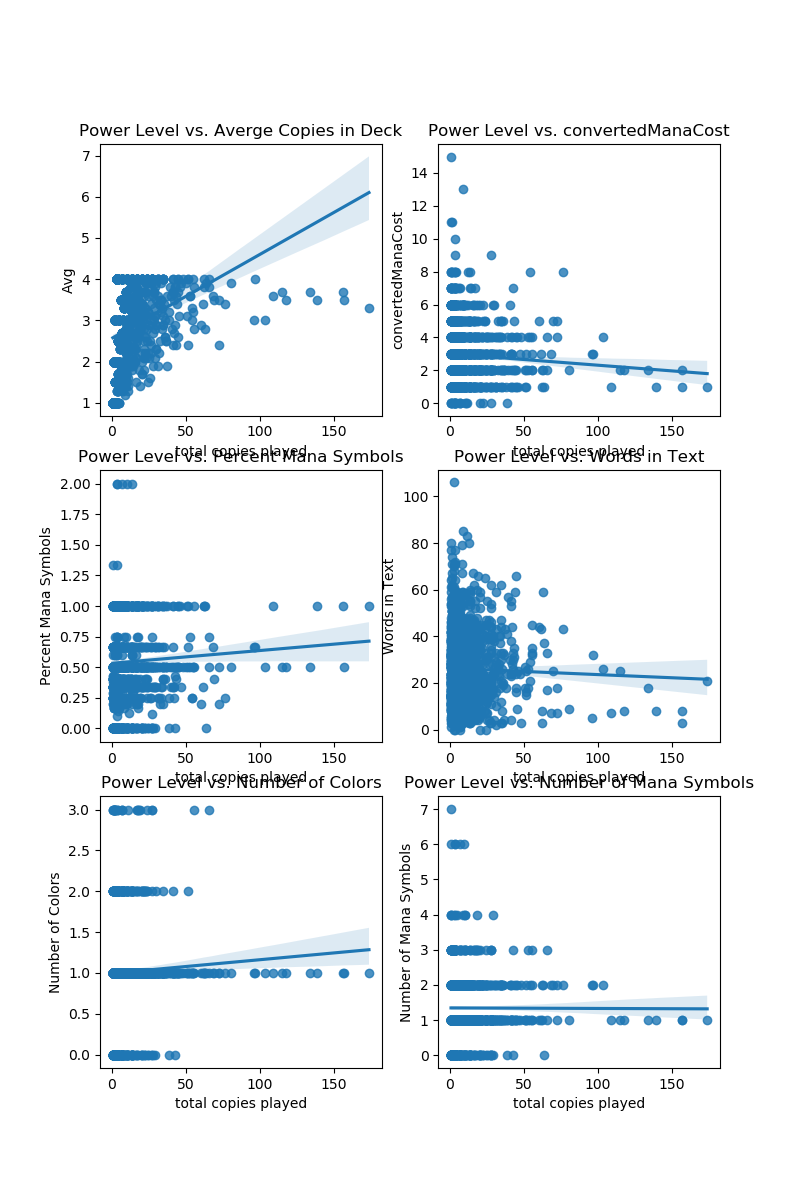 Power Level vs. Averge Copies in Deck
7
6
5
4
3
2
1
Avg
0 50 100 150
total copies played
Power Level vs. convertedManaCost
14
12
10
8
6
4
2
0
convertedManaCost
0 50 100 150
total copies played
Power Level vs. Percent Mana Symbols
2.00
1.75
1.50
1.25
1.00
0.75
0.50
0.25
0.00
Percent Mana Symbols
0 50 100 150
total copies played
Power Level vs. Words in Text
100
80
60
40
20
0
Words in Text
0 50 100 150
total copies played
Power Level vs. Number of Colors
3.0
2.5
2.0
1.5
1.0
0.5
0.0
Number of Colors
0 50 100 150
total copies played
Power Level vs. Number of Mana Symbols
7
6
5
4
3
2
1
0
Number of Mana Symbols
0 50 100 150
total copies played